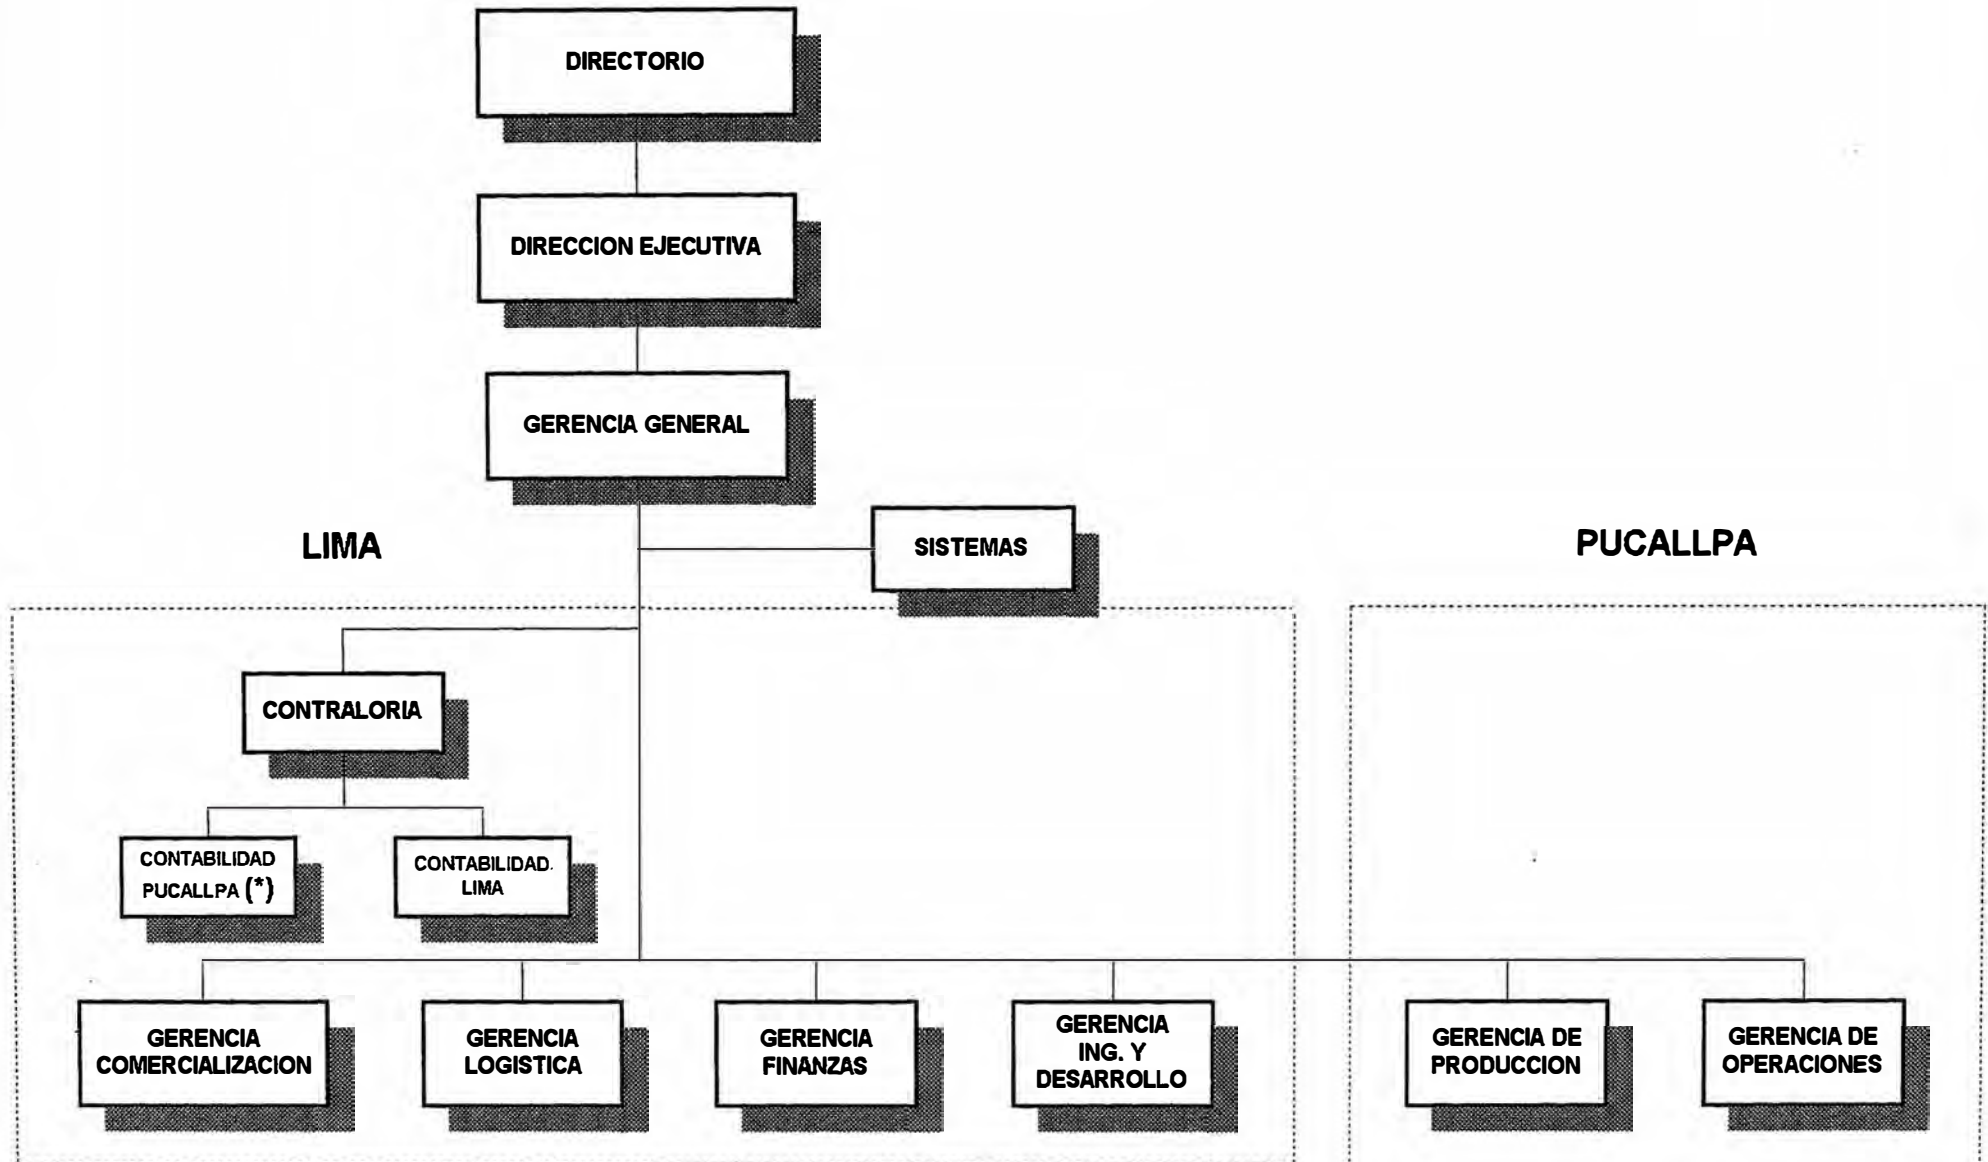 DIRECTORIO
DIRECCION EJECUTIVA
GERENCIA GENERAL
SISTEMAS
LIMA
PUCALLPA
CONTRALORIA
CONTABILIDAD
PUCALLPA (*)
CONTABILIDAD.
LIMA
GERENCIA
COMERCIALIZACION
GERENCIA
LOGISTICA
GERENCIA
FINANZAS
GERENCIA
ING. Y
DESARROLLO
GERENCIA DE
PRODUCCION
GERENCIA DE
OPERACIONES